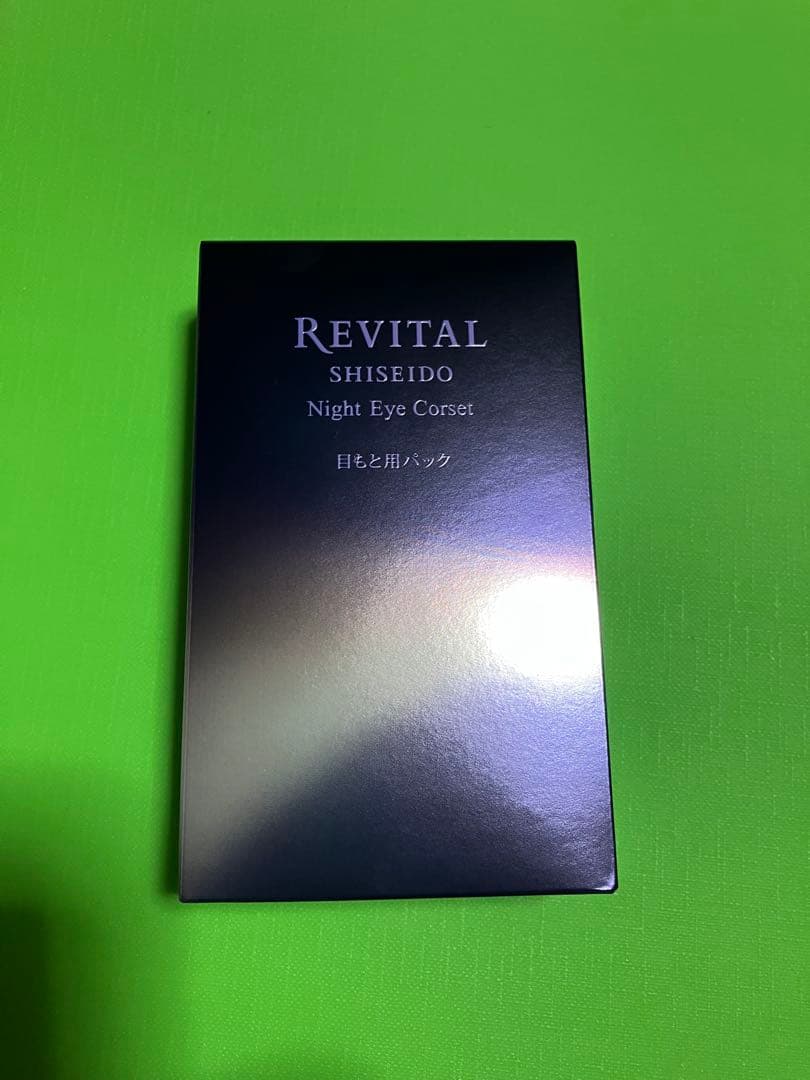 REVITAL
SHISEIDO
Night Eye Corset
目もと用パック